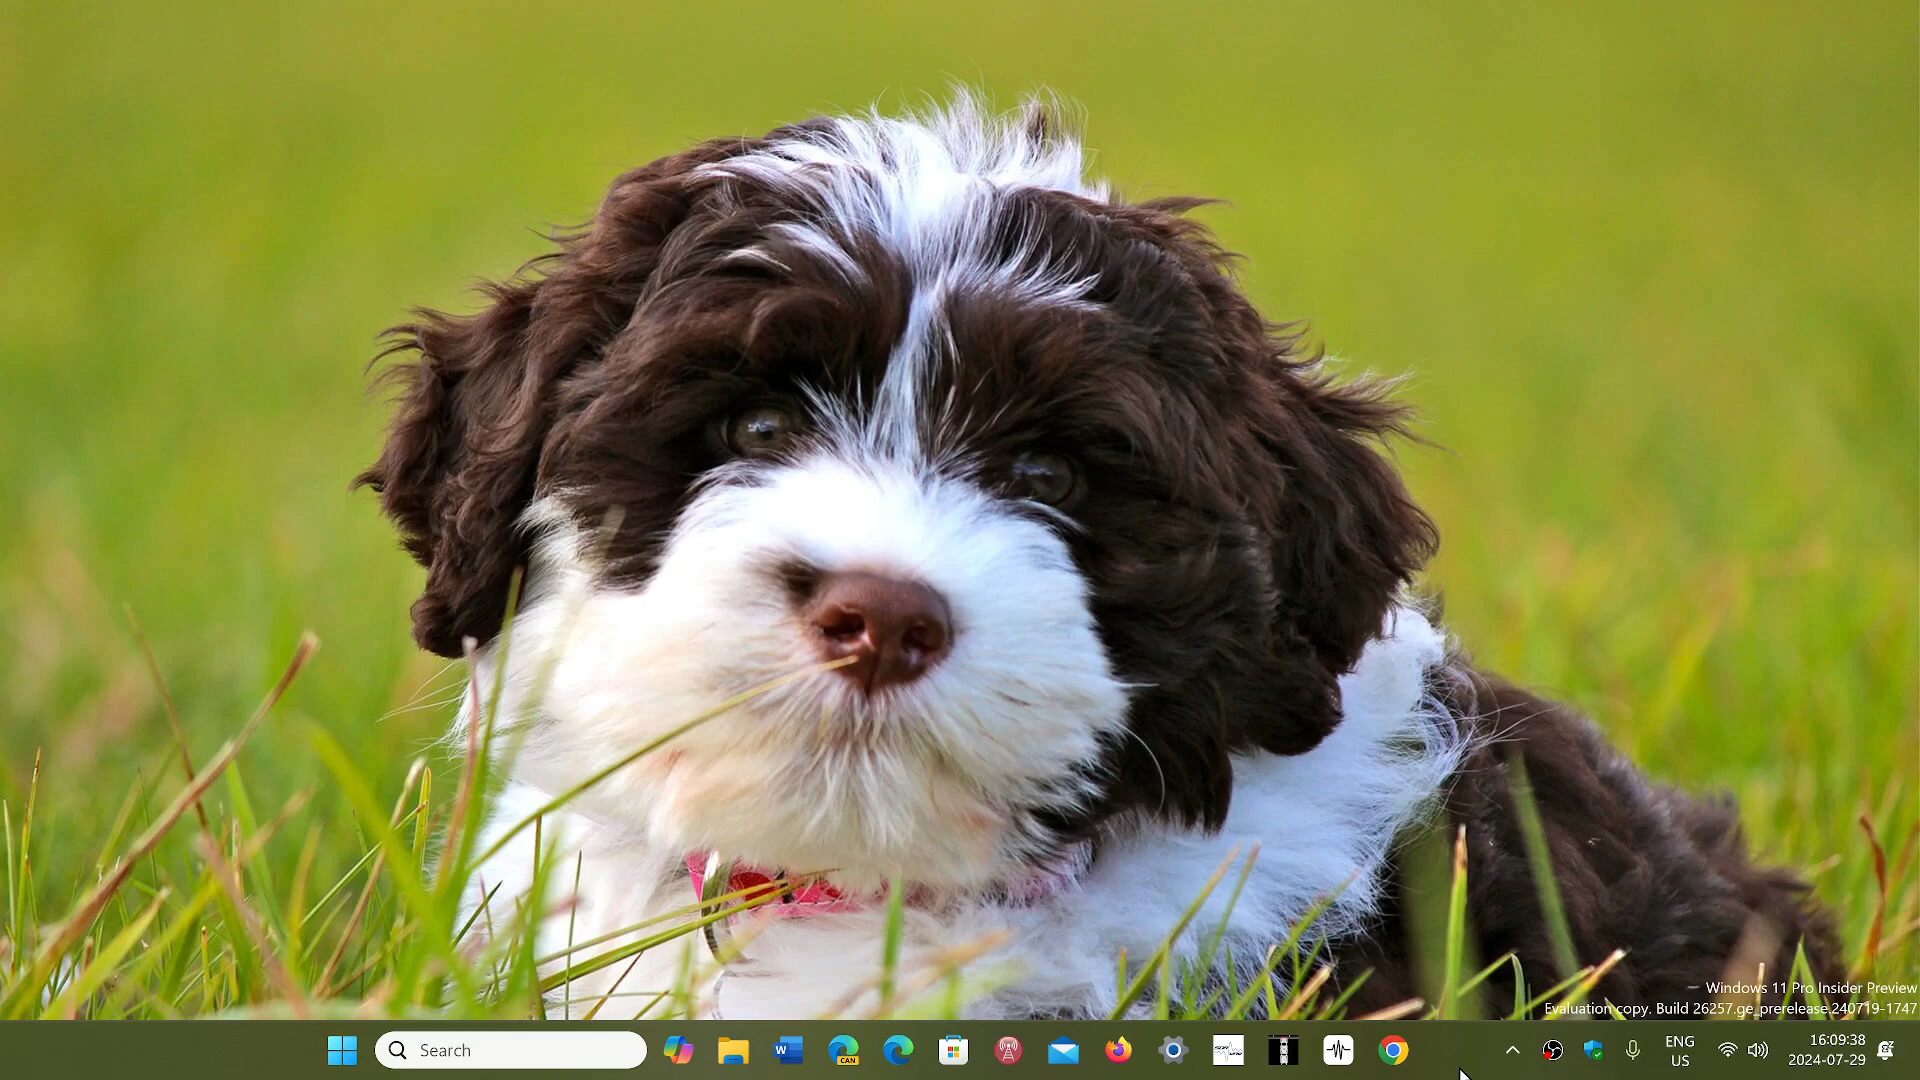 Windows 11 Pro Insider Preview
Evaluation copy. Build 26257.ge_prerelease.240719-1747
Search
W
CAN
ENG
US
16:09:38
2024-07-29